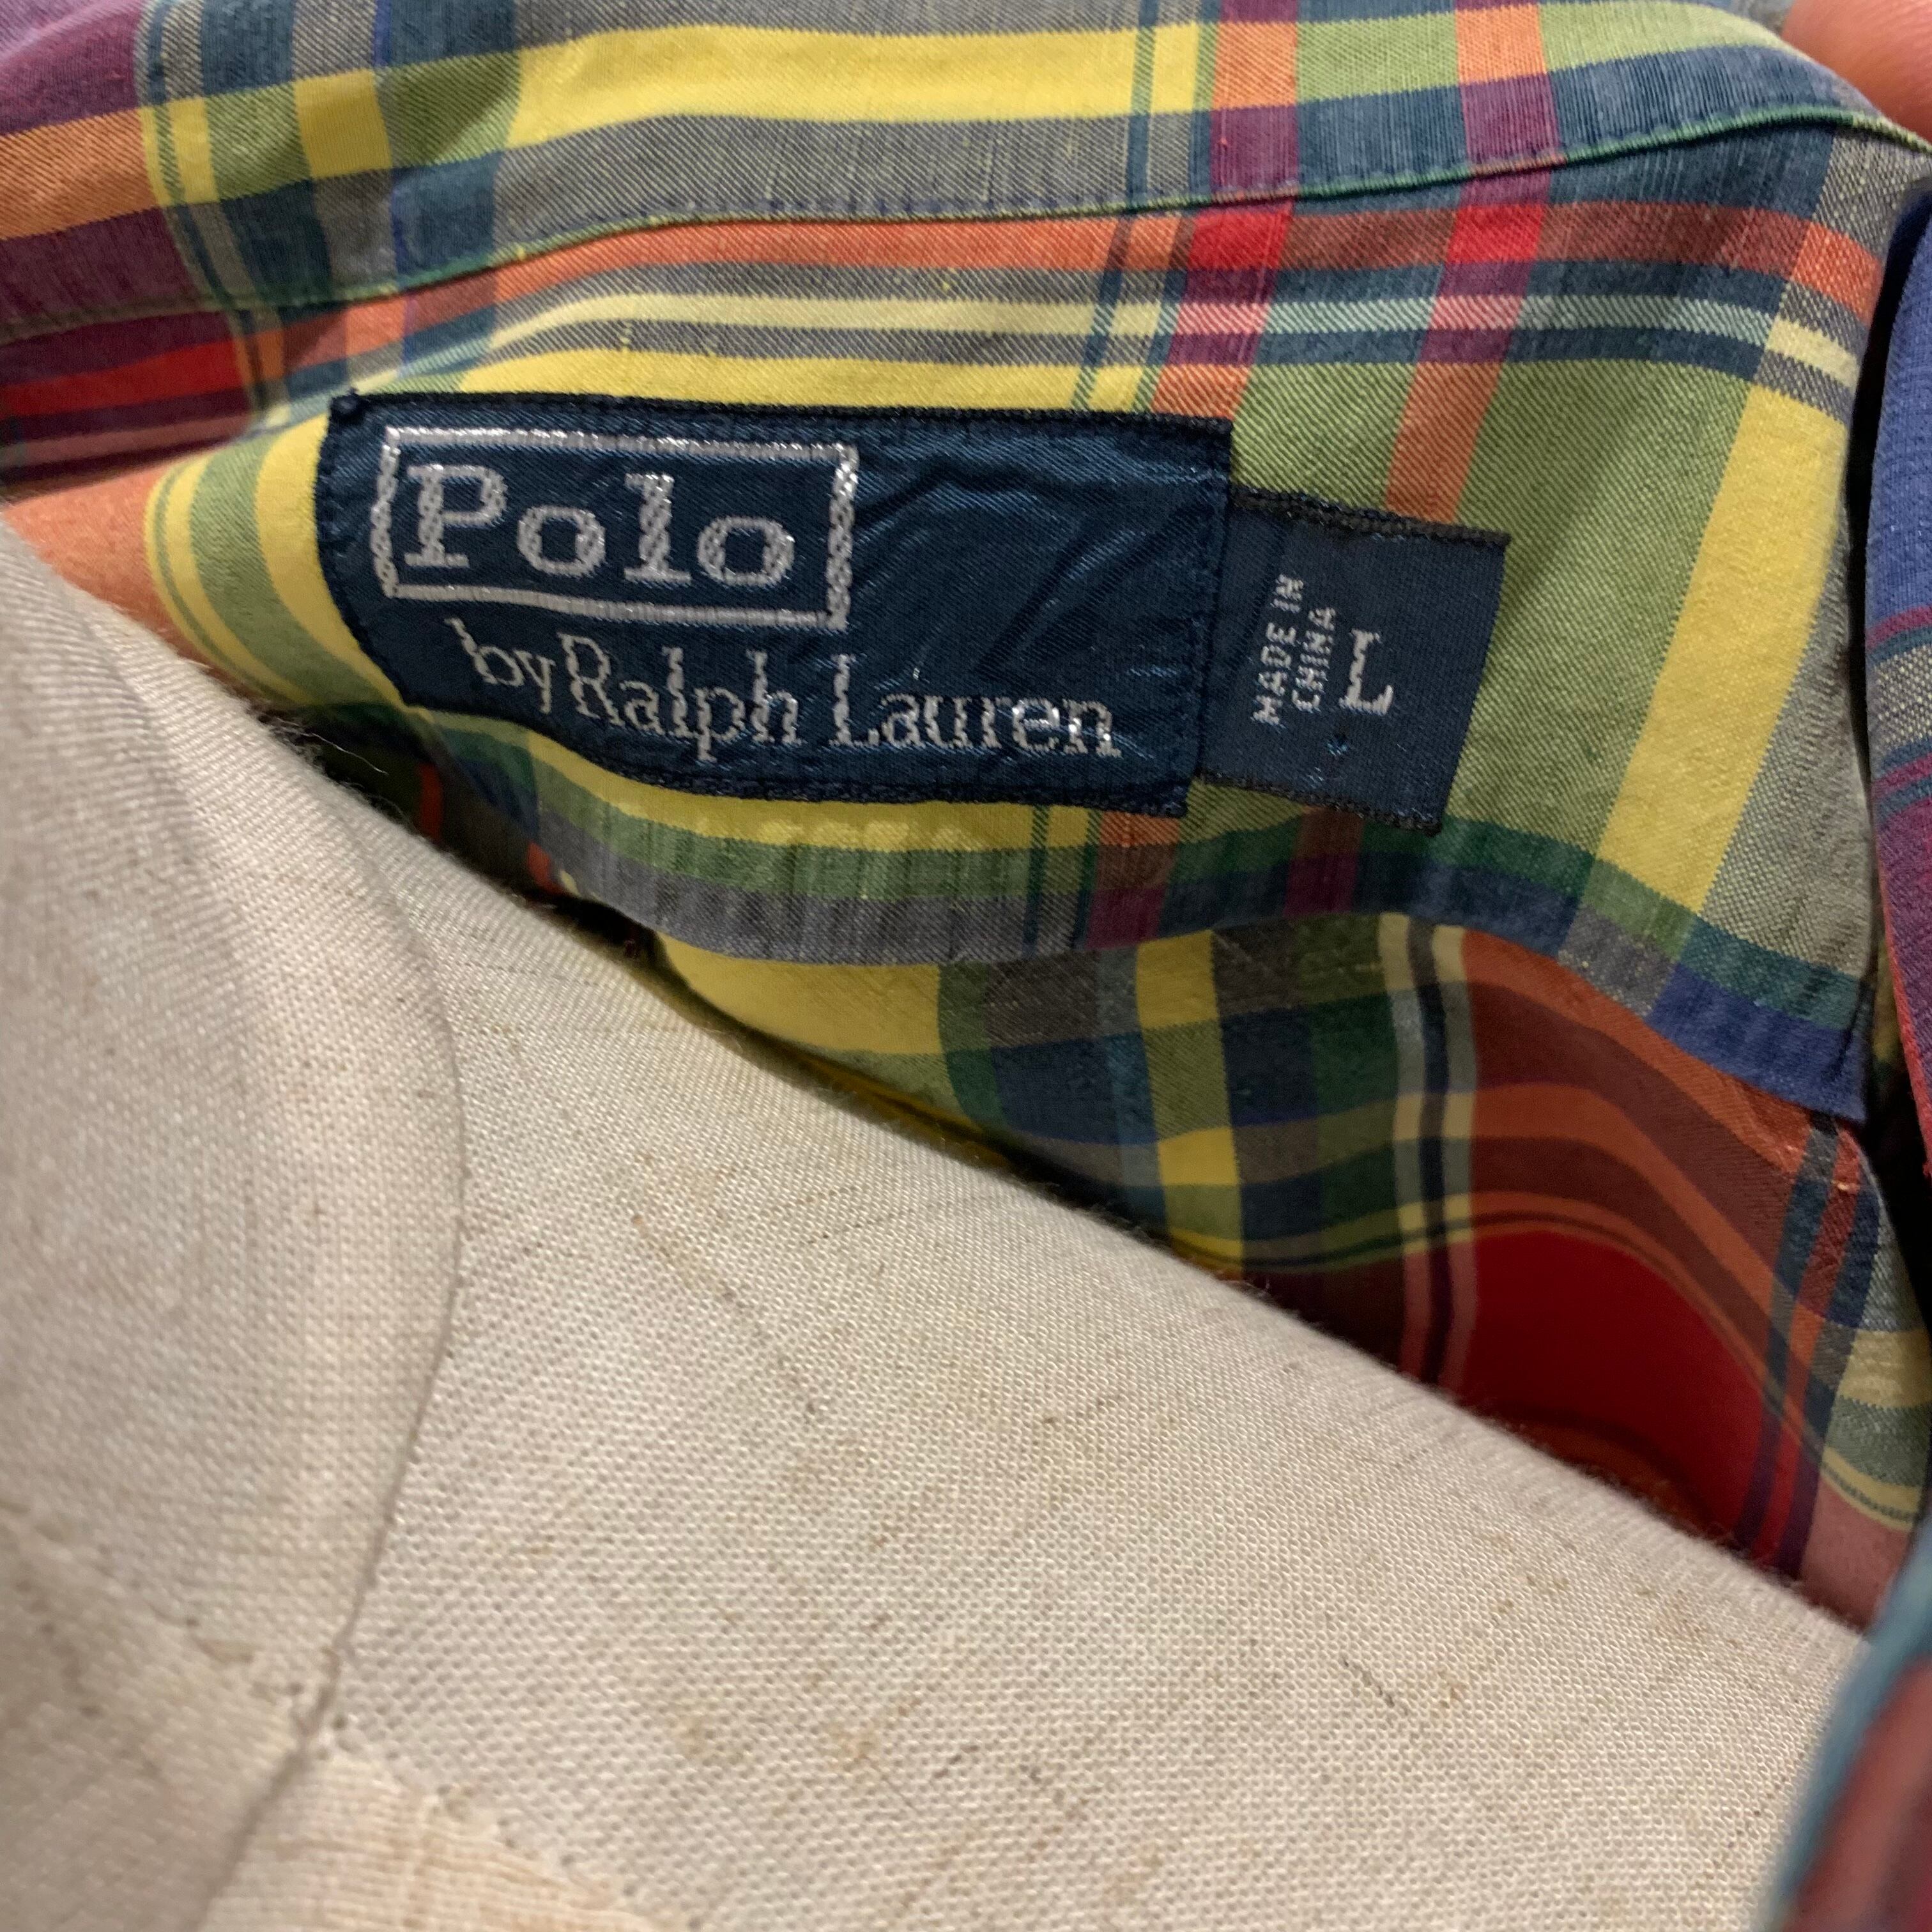 Polo
by Ralph Lauren
MADE IN
CHINA
L